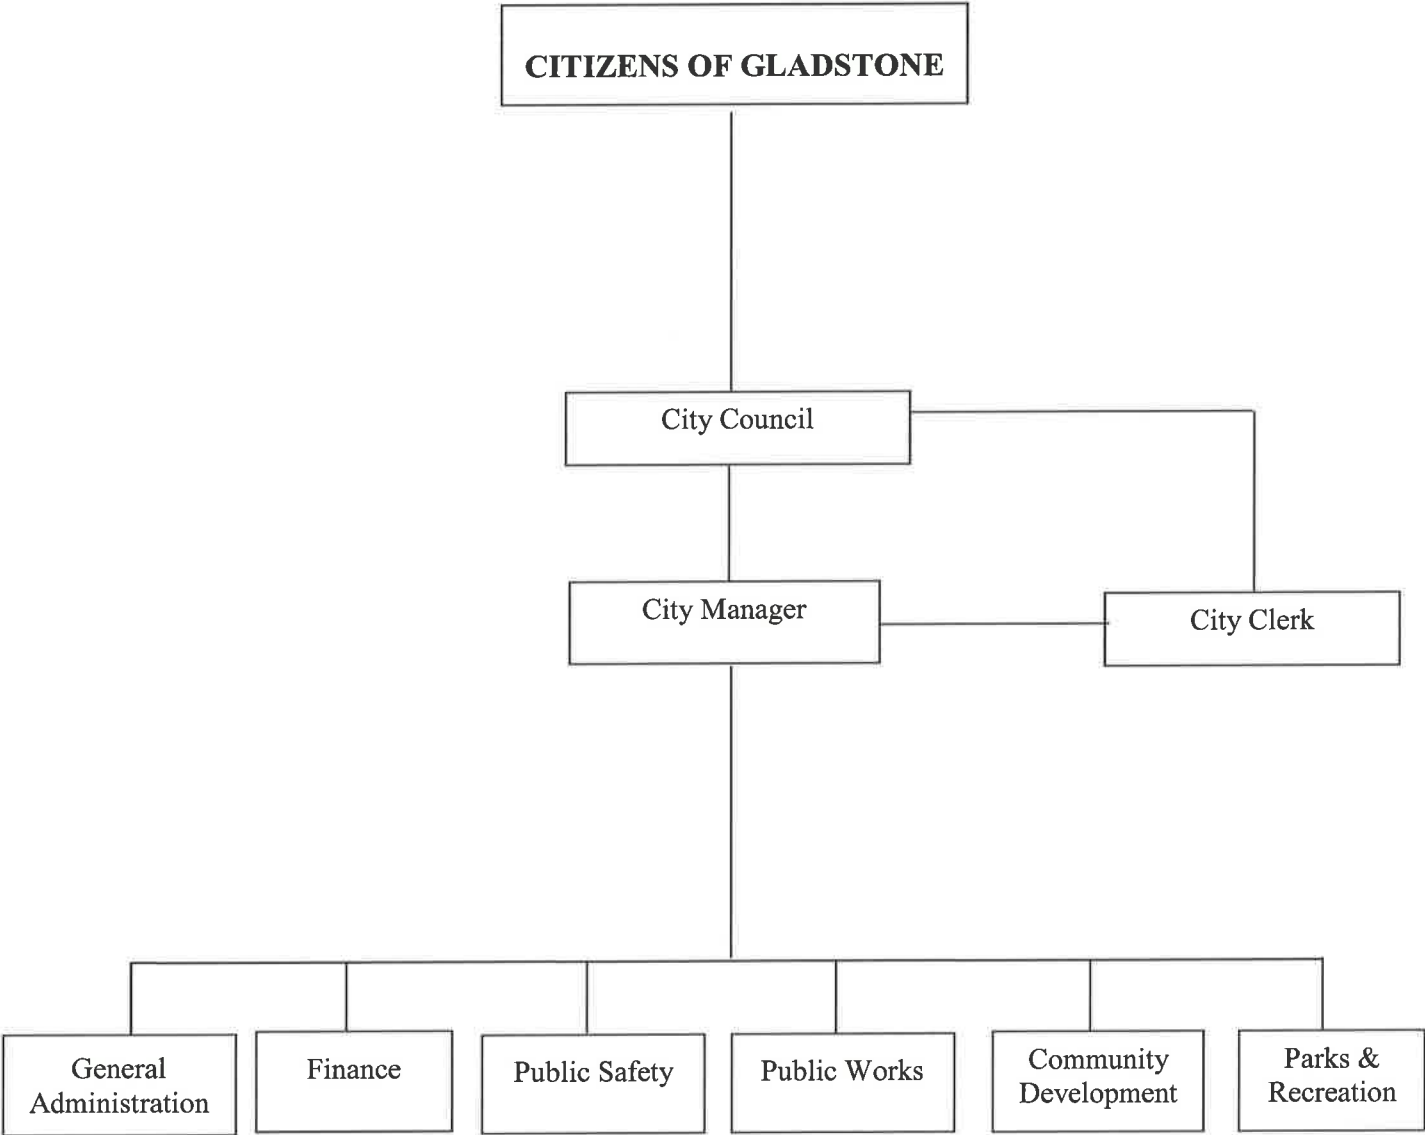 CITIZENS OF GLADSTONE
City Council
City Manager
City Clerk
General
Administration
Finance
Public Safety
Public Works
Community
Development
Parks &
Recreation